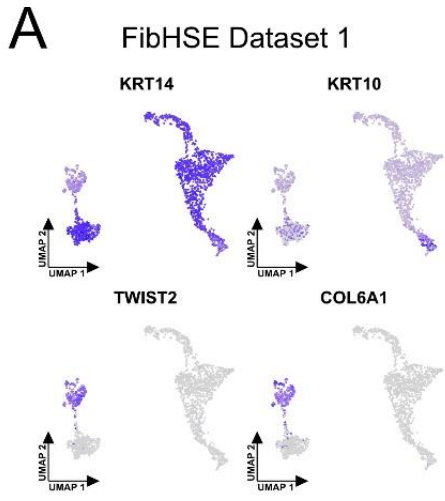 A FibHSE Dataset 1
KRT14 KRT10
UMAP 2 UMAP 2
UMAP 1 UMAP 1
TWIST2 COL6A1
UMAP 2 UMAP 2
UMAP 1 UMAP 1